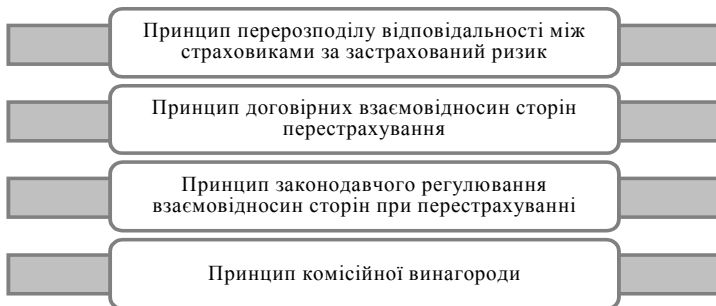 Принцип перерозподілу відповідальності між
страховиками за застрахований ризик
Принцип договірних взаємовідносин сторін
перестрахування
Принцип законодавчого регулювання
взаємовідносин сторін при перестрахуванні
Принцип комісійної винагороди